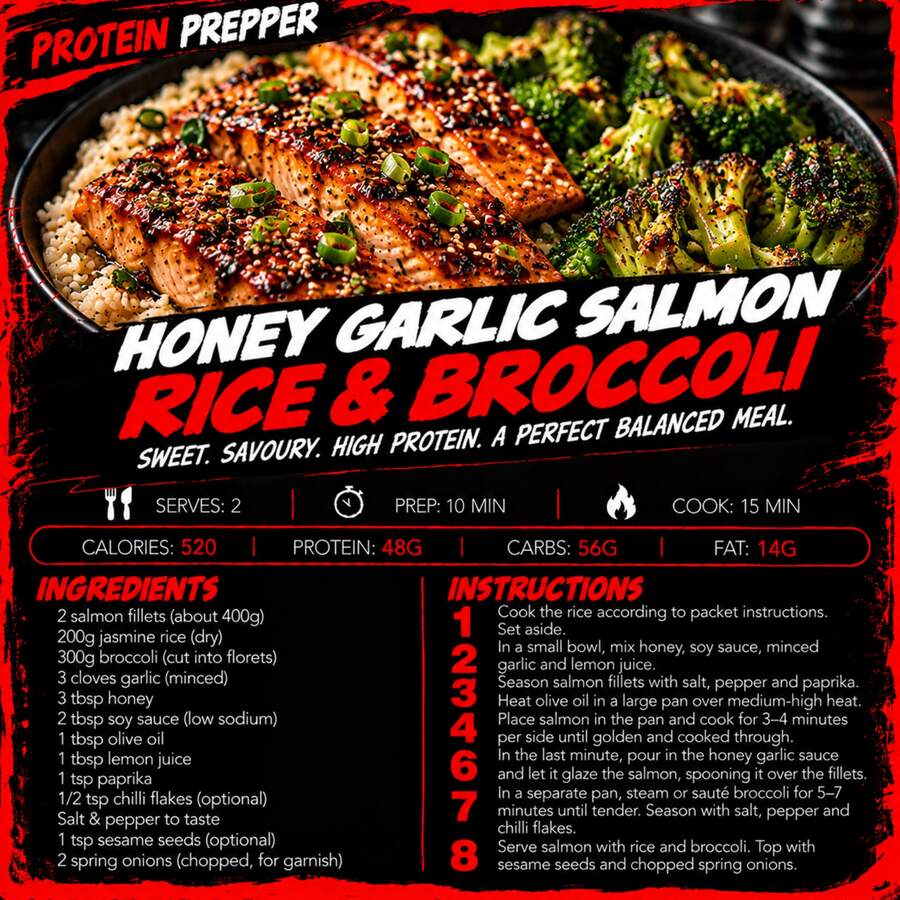 PROTEIN PREPPER
HONEY GARLIC SALMON
RICE & BROCCOLI
SWEET. SAVOURY. HIGH PROTEIN. A PERFECT BALANCED MEAL.
SERVES: 2
PREP: 10 MIN
COOK: 15 MIN
CALORIES: 520
PROTEIN: 48G
CARBS: 56G
FAT: 14G
INGREDIENTS
2 salmon fillets (about 400g)
200g jasmine rice (dry)
300g broccoli (cut into florets)
3 cloves garlic (minced)
3 tbsp honey
2 tbsp soy sauce (low sodium)
1 tbsp olive oil
1 tbsp lemon juice
1 tsp paprika
1/2 tsp chilli flakes (optional)
Salt & pepper to taste
1 tsp sesame seeds (optional)
2 spring onions (chopped, for garnish)
INSTRUCTIONS
1 Cook the rice according to packet instructions.
Set aside.
2 In a small bowl, mix honey, soy sauce, minced
garlic and lemon juice.
3 Season salmon fillets with salt, pepper and paprika.
Heat olive oil in a large pan over medium-high heat.
4 Place salmon in the pan and cook for 3–4 minutes
per side until golden and cooked through.
6 In the last minute, pour in the honey garlic sauce
and let it glaze the salmon, spooning it over the fillets.
7 In a separate pan, steam or sauté broccoli for 5–7
minutes until tender. Season with salt, pepper and
chilli flakes.
8 Serve salmon with rice and broccoli. Top with
sesame seeds and chopped spring onions.